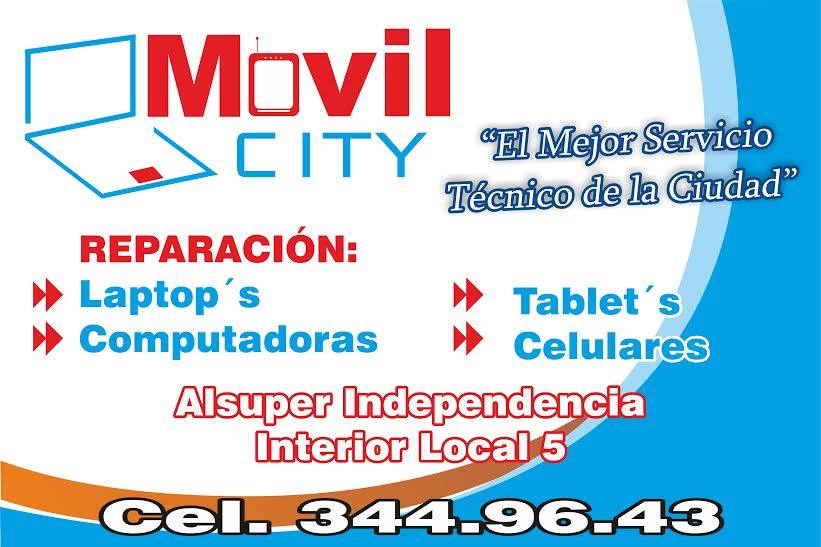 Movil
CITY
“El Mejor Servicio
Técnico de la Ciudad”
REPARACIÓN:
Laptop´s
Computadoras
Tablet´s
Celulares
Alsuper Independencia
Interior Local 5
Cel. 344.96.43